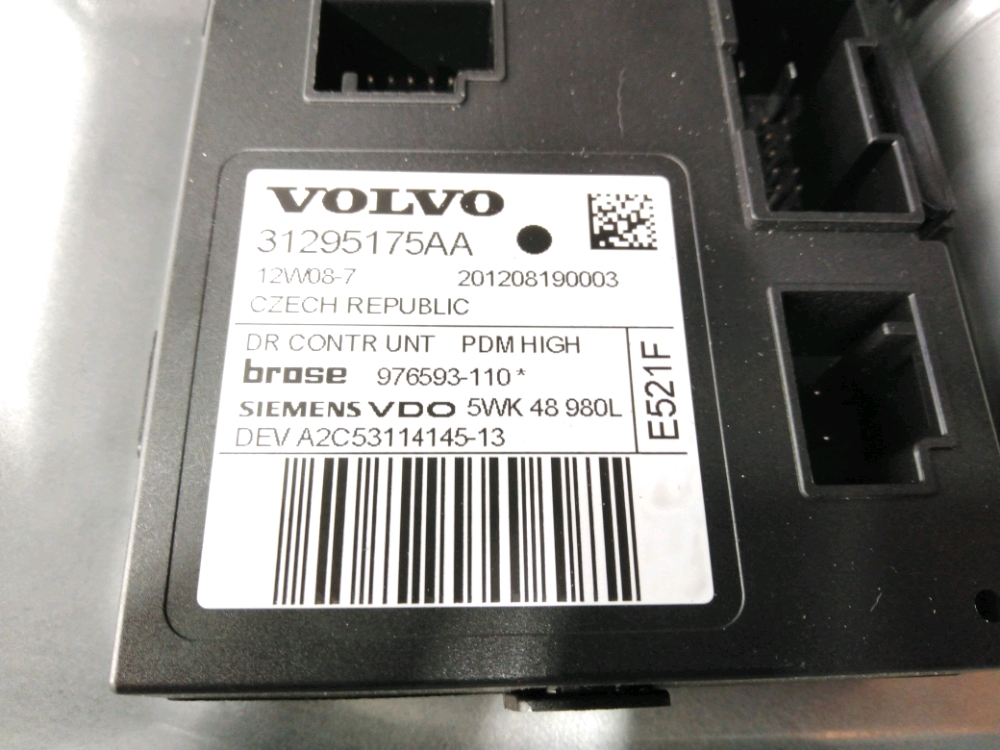 VOLVO
31295175AA
12W08-7 201208190003
CZECH REPUBLIC
DR CONTR UNT PDM HIGH
brose 976593-110 *
SIEMENS VDO 5WK 48 980L
DEV A2C53114145-13
E521F